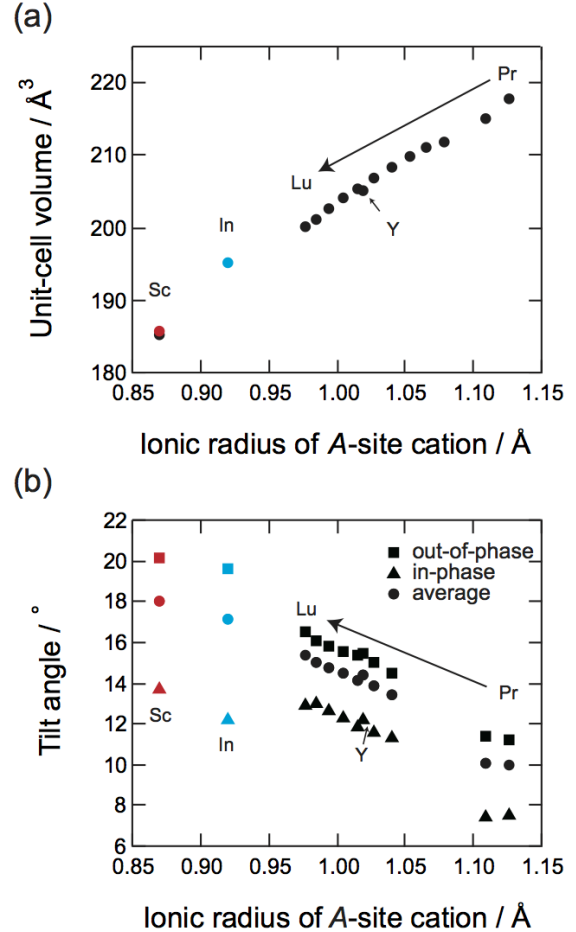 (a)
Unit-cell volume / Å³
220
210
200
190
180
Pr
Lu
Y
In
Sc
0.85 0.90 0.95 1.00 1.05 1.10 1.15
Ionic radius of A-site cation / Å
(b)
Tilt angle / °
22
20
18
16
14
12
10
8
6
out-of-phase
in-phase
average
Lu
Pr
Sc
In
Y
0.85 0.90 0.95 1.00 1.05 1.10 1.15
Ionic radius of A-site cation / Å